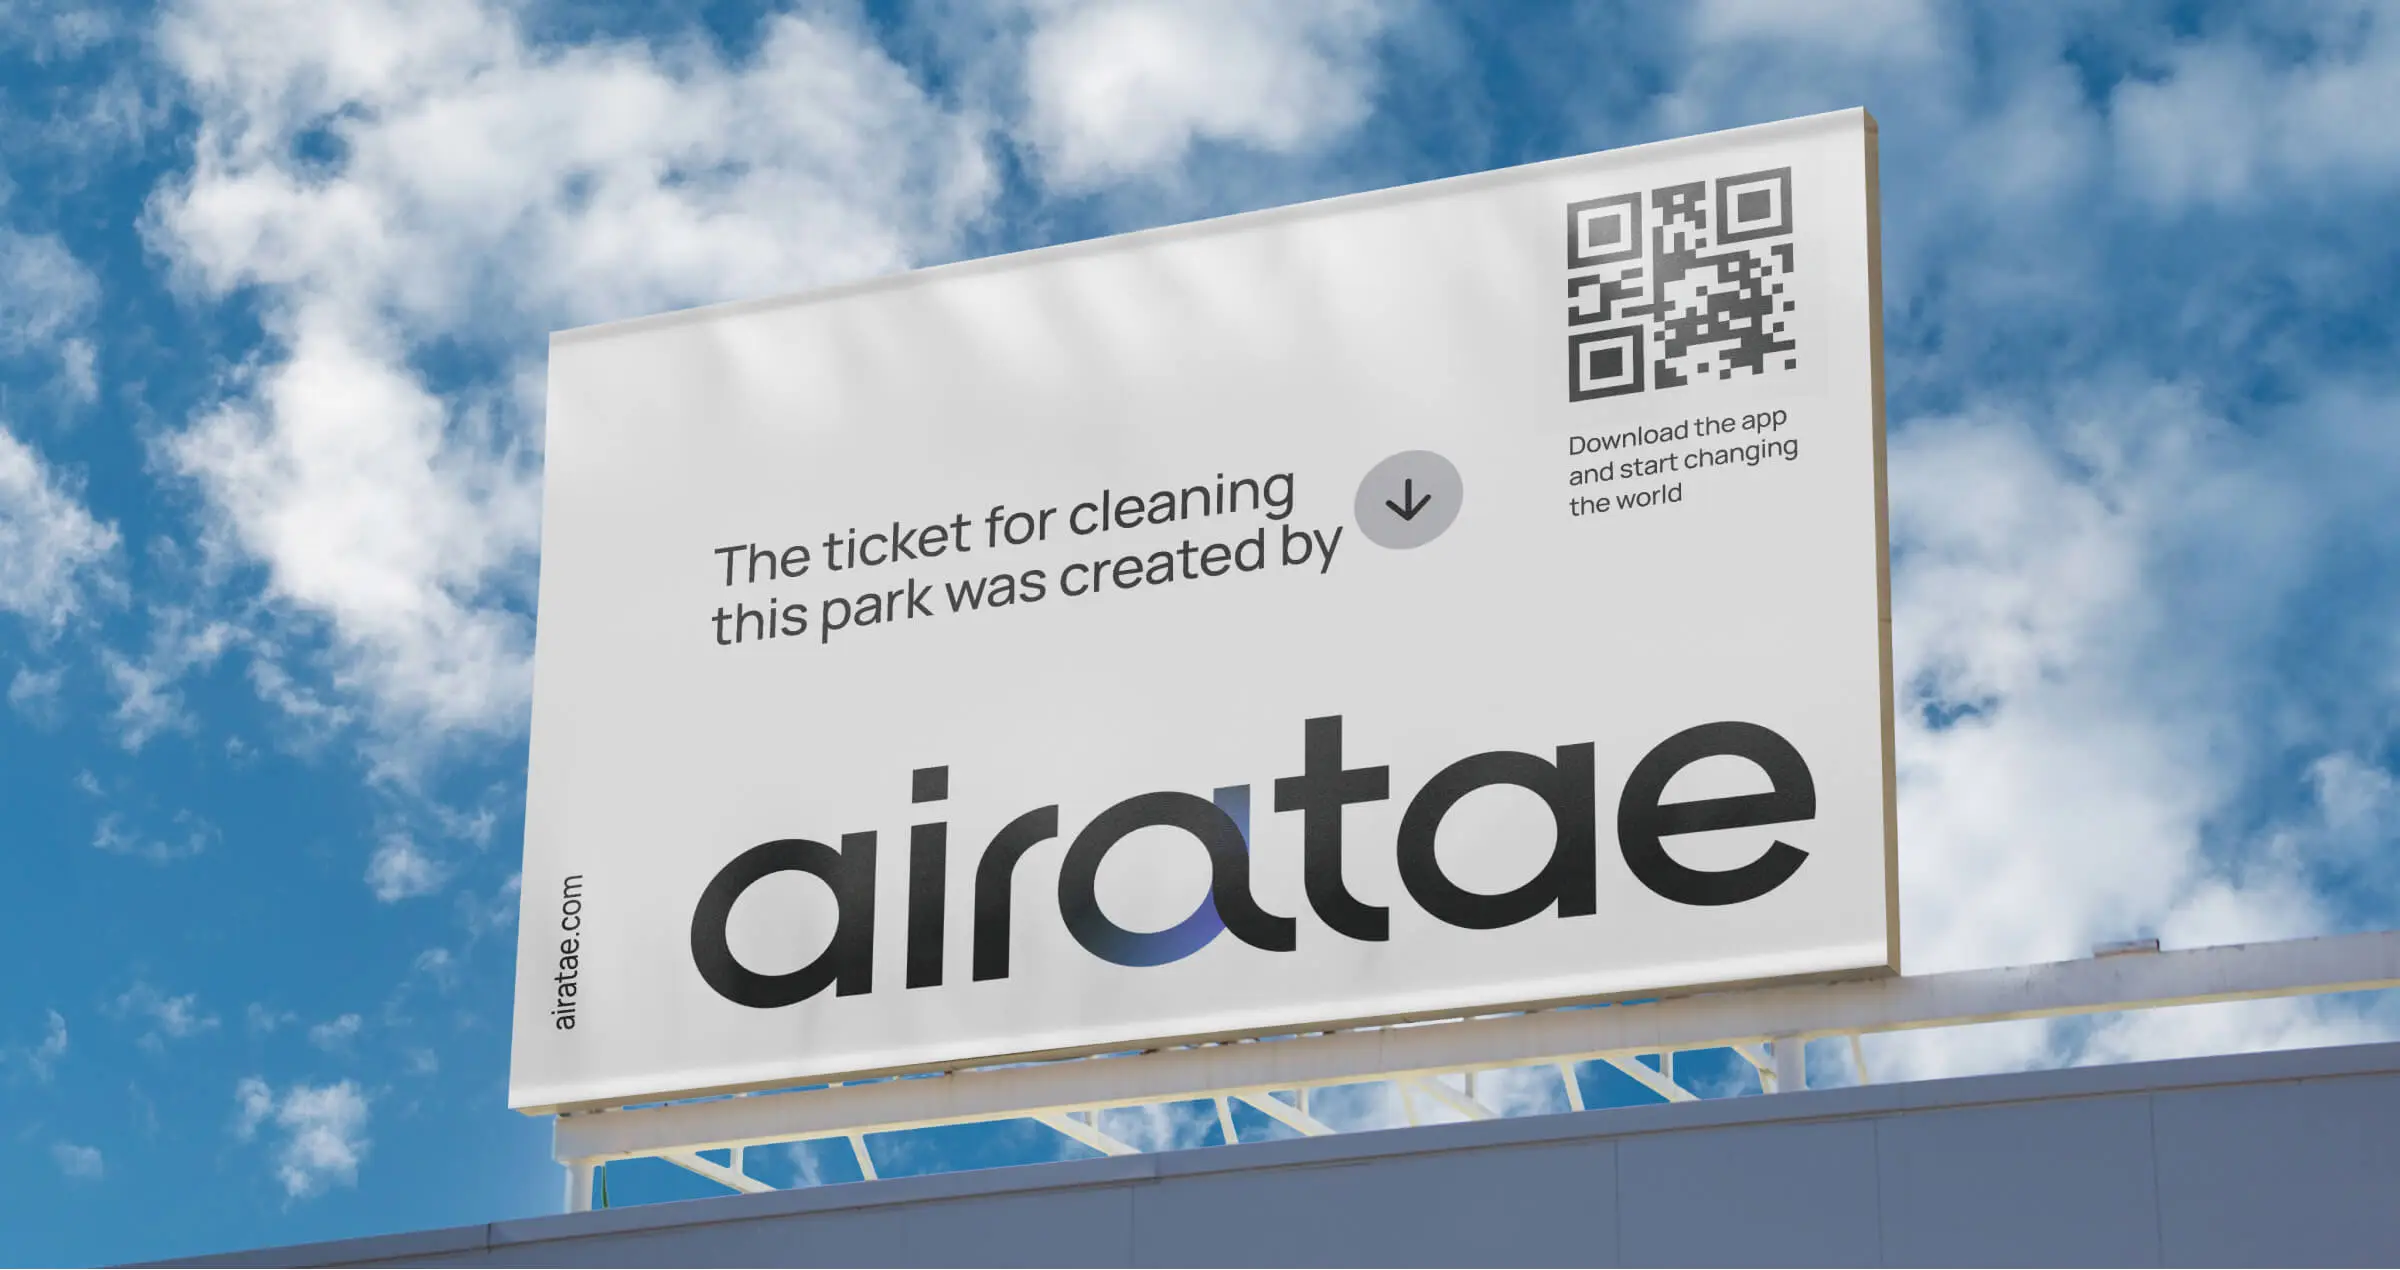 Download the app
and start changing
the world
The ticket for cleaning
this park was created by
airatae
airatae.com